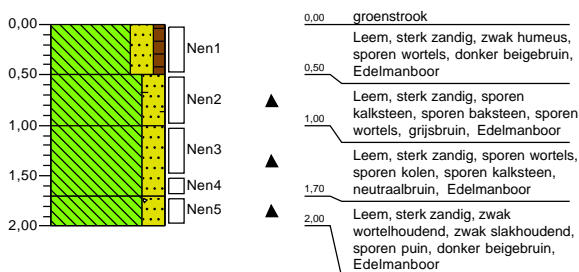 0,00
0,50
1,00
1,50
2,00
Nen1
Nen2
Nen3
Nen4
Nen5
0,00 groenstrook
Leem, sterk zandig, zwak humeus,
sporen wortels, donker beigebruin,
0,50 Edelmanboor
Leem, sterk zandig, sporen
kalksteen, sporen baksteen, sporen
1,00 wortels, grijsbruin, Edelmanboor
Leem, sterk zandig, sporen wortels,
sporen kolen, sporen kalksteen,
1,70 neutraalbruin, Edelmanboor
2,00 Leem, sterk zandig, zwak
wortelhoudend, zwak slakhoudend,
sporen puin, donker beigebruin,
Edelmanboor